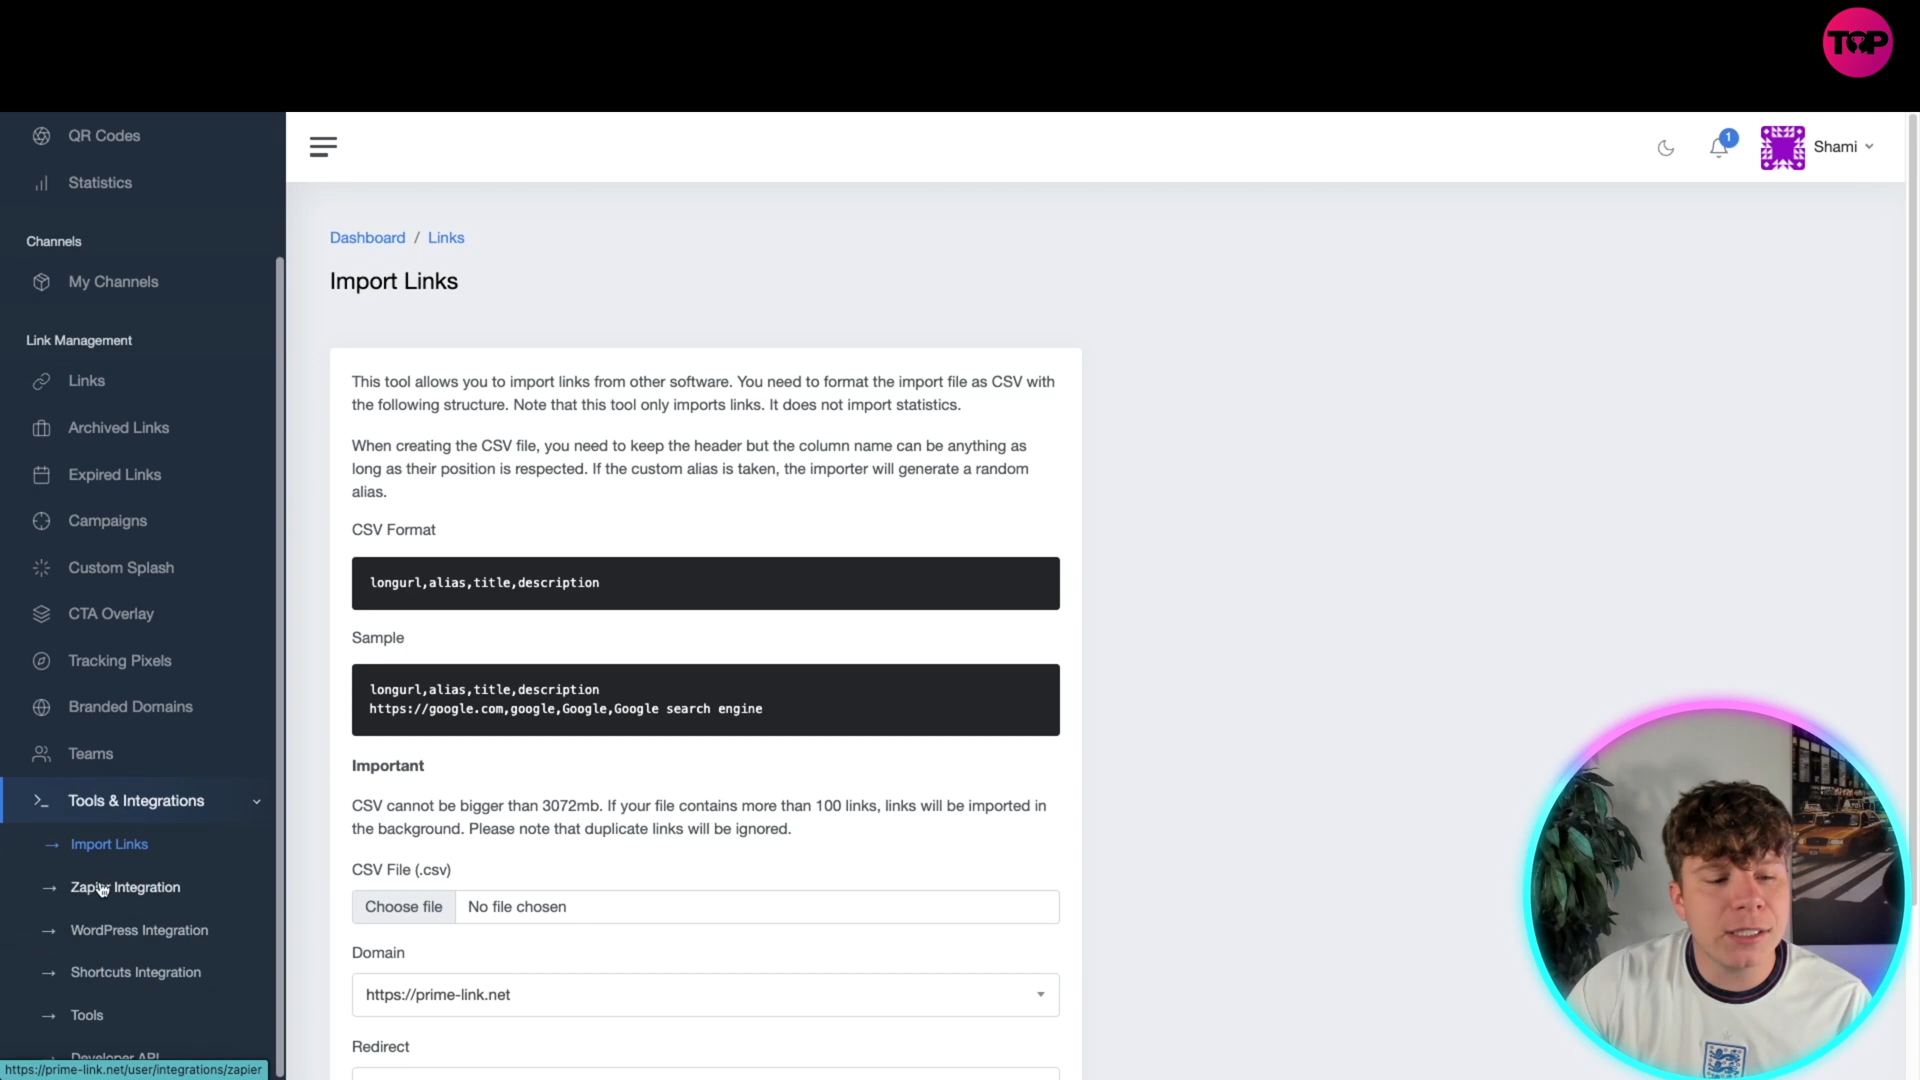 TOP
QR Codes
Statistics
Channels
My Channels
Link Management
Links
Archived Links
Expired Links
Campaigns
Custom Splash
CTA Overlay
Tracking Pixels
Branded Domains
Teams
Tools & Integrations
Import Links
Zapier Integration
WordPress Integration
Shortcuts Integration
Tools
Developer API
https://prime-link.net/user/integrations/zapier
1
Shami
Dashboard / Links
Import Links
This tool allows you to import links from other software. You need to format the import file as CSV with
the following structure. Note that this tool only imports links. It does not import statistics.
When creating the CSV file, you need to keep the header but the column name can be anything as
long as their position is respected. If the custom alias is taken, the importer will generate a random
alias.
CSV Format
longurl,alias,title,description
Sample
longurl,alias,title,description
https://google.com,google,Google,Google search engine
Important
CSV cannot be bigger than 3072mb. If your file contains more than 100 links, links will be imported in
the background. Please note that duplicate links will be ignored.
CSV File (.csv)
Choose file No file chosen
Domain
https://prime-link.net
Redirect